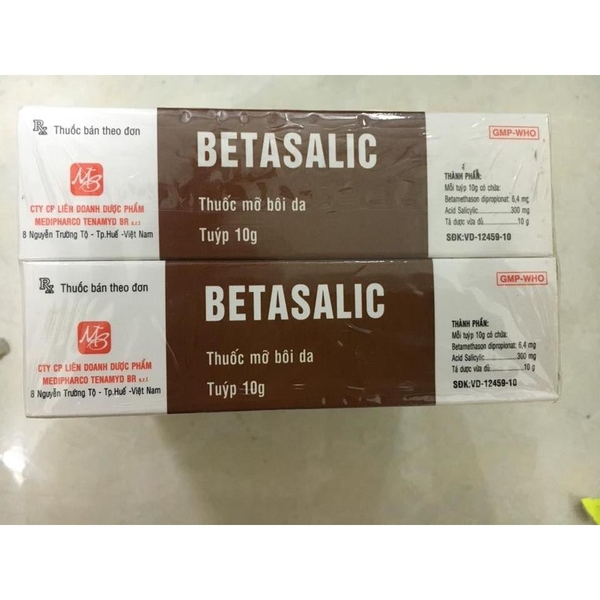 Rx Thuốc bán theo đơn
MB
CTY CP LIÊN DOANH DƯỢC PHẨM
MEDIPHARCO TENAMYD BR s.r.l
8 Nguyễn Trường Tộ - Tp.Huế -Việt Nam
BETASALIC
Thuốc mỡ bôi da
Tuýp 10g
GMP-WHO
THÀNH PHẦN:
Mỗi tuýp 10g có chứa:
Betamethason dipropionat: 6,4 mg
Acid Salicylic: 300 mg
Tá dược vừa đủ 10 g
SĐK:VD-12459-10
Rx Thuốc bán theo đơn
MB
CTY CP LIÊN DOANH DƯỢC PHẨM
MEDIPHARCO TENAMYD BR s.r.l
8 Nguyễn Trường Tộ - Tp.Huế -Việt Nam
BETASALIC
Thuốc mỡ bôi da
Tuýp 10g
GMP-WHO
THÀNH PHẦN:
Mỗi tuýp 10g có chứa:
Betamethason dipropionat: 6,4 mg
Acid Salicylic: 300 mg
Tá dược vừa đủ 10 g
SĐK:VD-12459-10